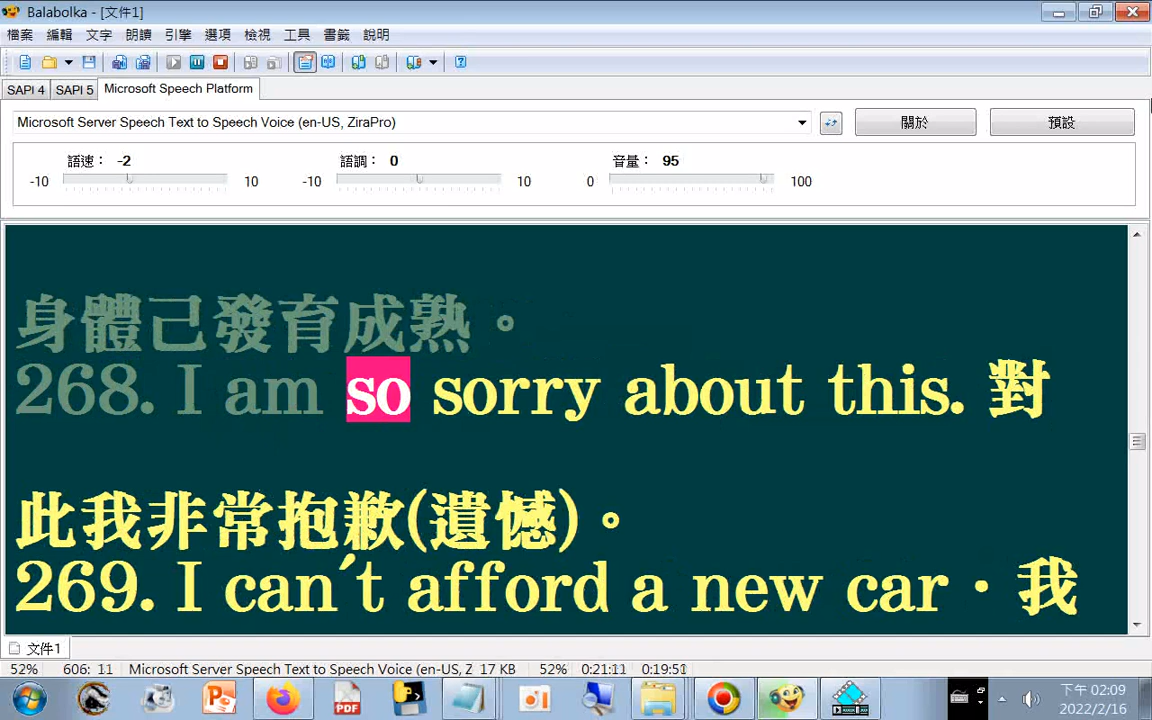 Balabolka - [文件1]
檔案 編輯 文字 朗讀 引擎 選項 檢視 工具 書籤 說明
SAPI 4 SAPI 5 Microsoft Speech Platform
Microsoft Server Speech Text to Speech Voice (en-US, ZiraPro) 關於 預設
語速： -2 語調： 0 音量： 95
-10 10 -10 10 0 100
身體己發育成熟。
268. I am so sorry about this. 對
此我非常抱歉(遺憾)。
269. I can't afford a new car．我
文件1
52% 606: 11 Microsoft Server Speech Text to Speech Voice (en-US, Z 17 KB 52% 0:21:11 0:19:51
下午 02:09
2022/2/16